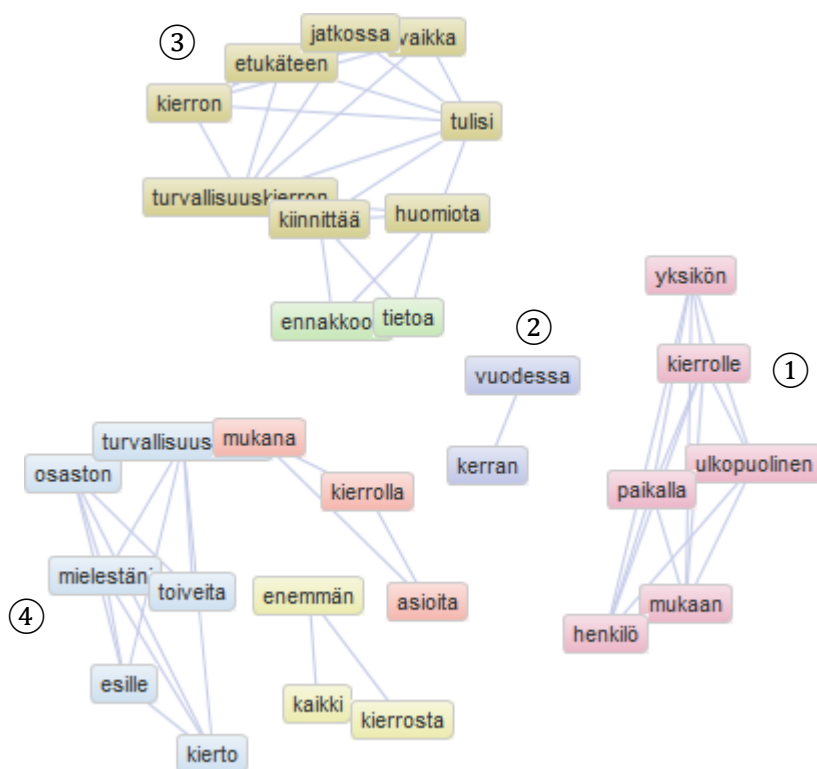 ③
jatkossa
vaikka
etukäteen
kierron
tulisi
turvallisuuskierron
kiinnittää
huomiota
ennakkoo
tietoa
②
vuodessa
kerran
yksikön
kierrolle
①
ulkopuolinen
paikalla
mukaan
henkilö
turvallisuus
mukana
osaston
kierrolla
mielestäni
toiveita
④
asioita
enemmän
esille
kaikki
kierrosta
kierto